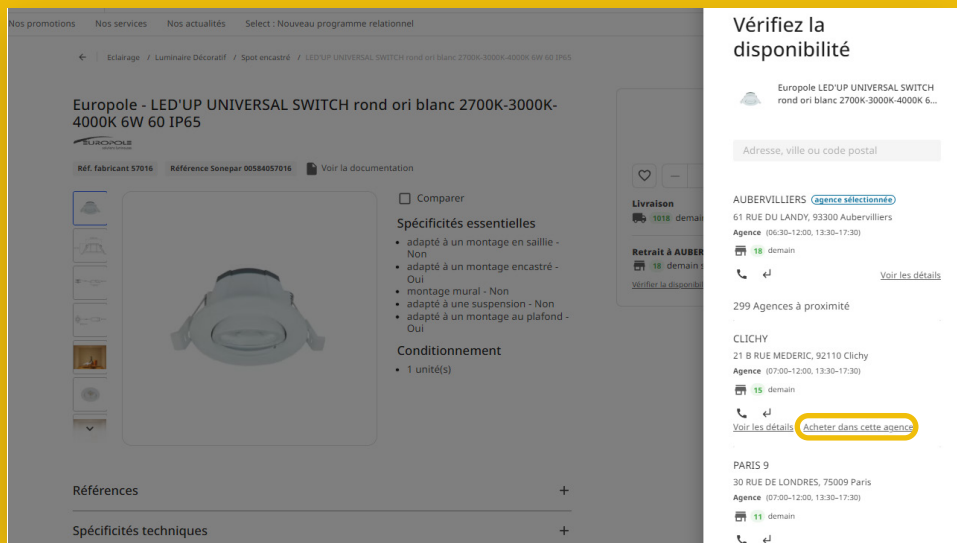 Nos promotions Nos services Nos actualités Select : Nouveau programme relationnel
Eclairage / Luminaire Décoratif / Spot encastré / LED'UP UNIVERSAL SWITCH rond ori blanc 2700K-3000K-4000K 6W 60 IP65
Europole - LED'UP UNIVERSAL SWITCH rond ori blanc 2700K-3000K-
4000K 6W 60 IP65
EUROPOLE
Réf. fabricant 57016 Référence Sonepar 00584057016 Voir la documentation
Comparer
Spécificités essentielles
• adapté à un montage en saillie -
Non
• adapté à un montage encastré -
Oui
• montage mural - Non
• adapté à une suspension - Non
• adapté à un montage au plafond -
Oui
Conditionnement
• 1 unité(s)
Références +
Spécificités techniques +
Livraison
1018 demai
Retrait à AUBER
18 demain s
Vérifier la disponibil
Vérifiez la
disponibilité
Europole LED'UP UNIVERSAL SWITCH
rond ori blanc 2700K-3000K-4000K 6...
Adresse, ville ou code postal
AUBERVILLIERS agence sélectionnée
61 RUE DU LANDY, 93300 Aubervilliers
Agence (06:30–12:00, 13:30–17:30)
18 demain
Voir les détails
299 Agences à proximité
CLICHY
21 B RUE MEDERIC, 92110 Clichy
Agence (07:00–12:00, 13:30–17:30)
15 demain
Voir les détails Acheter dans cette agence
PARIS 9
30 RUE DE LONDRES, 75009 Paris
Agence (07:00–12:00, 13:30–17:30)
11 demain